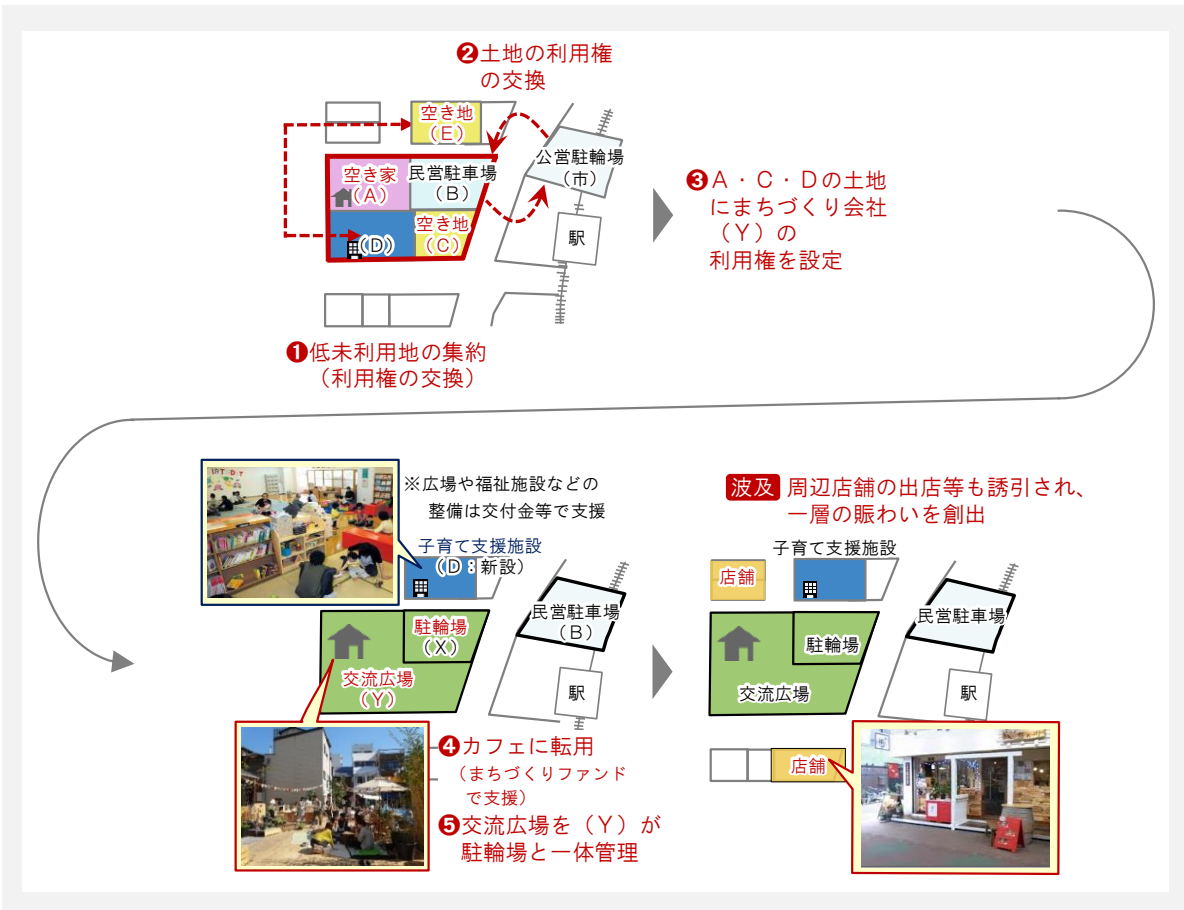 ❷土地の利用権
の交換
空き地
（E）
空き家
（A）
民営駐車場
（B）
公営駐輪場
（市）
（D）
空き地
（C）
駅
❶低未利用地の集約
（利用権の交換）
❸A・C・Dの土地
にまちづくり会社
（Y）の
利用権を設定
※広場や福祉施設などの
整備は交付金等で支援
子育て支援施設
（D：新設）
駐輪場
（X）
交流広場
（Y）
民営駐車場
（B）
駅
❹カフェに転用
（まちづくりファンド
で支援）
❺交流広場を（Y）が
駐輪場と一体管理
波及 周辺店舗の出店等も誘引され、
一層の賑わいを創出
子育て支援施設
店舗
民営駐車場
駐輪場
交流広場
駅
店舗